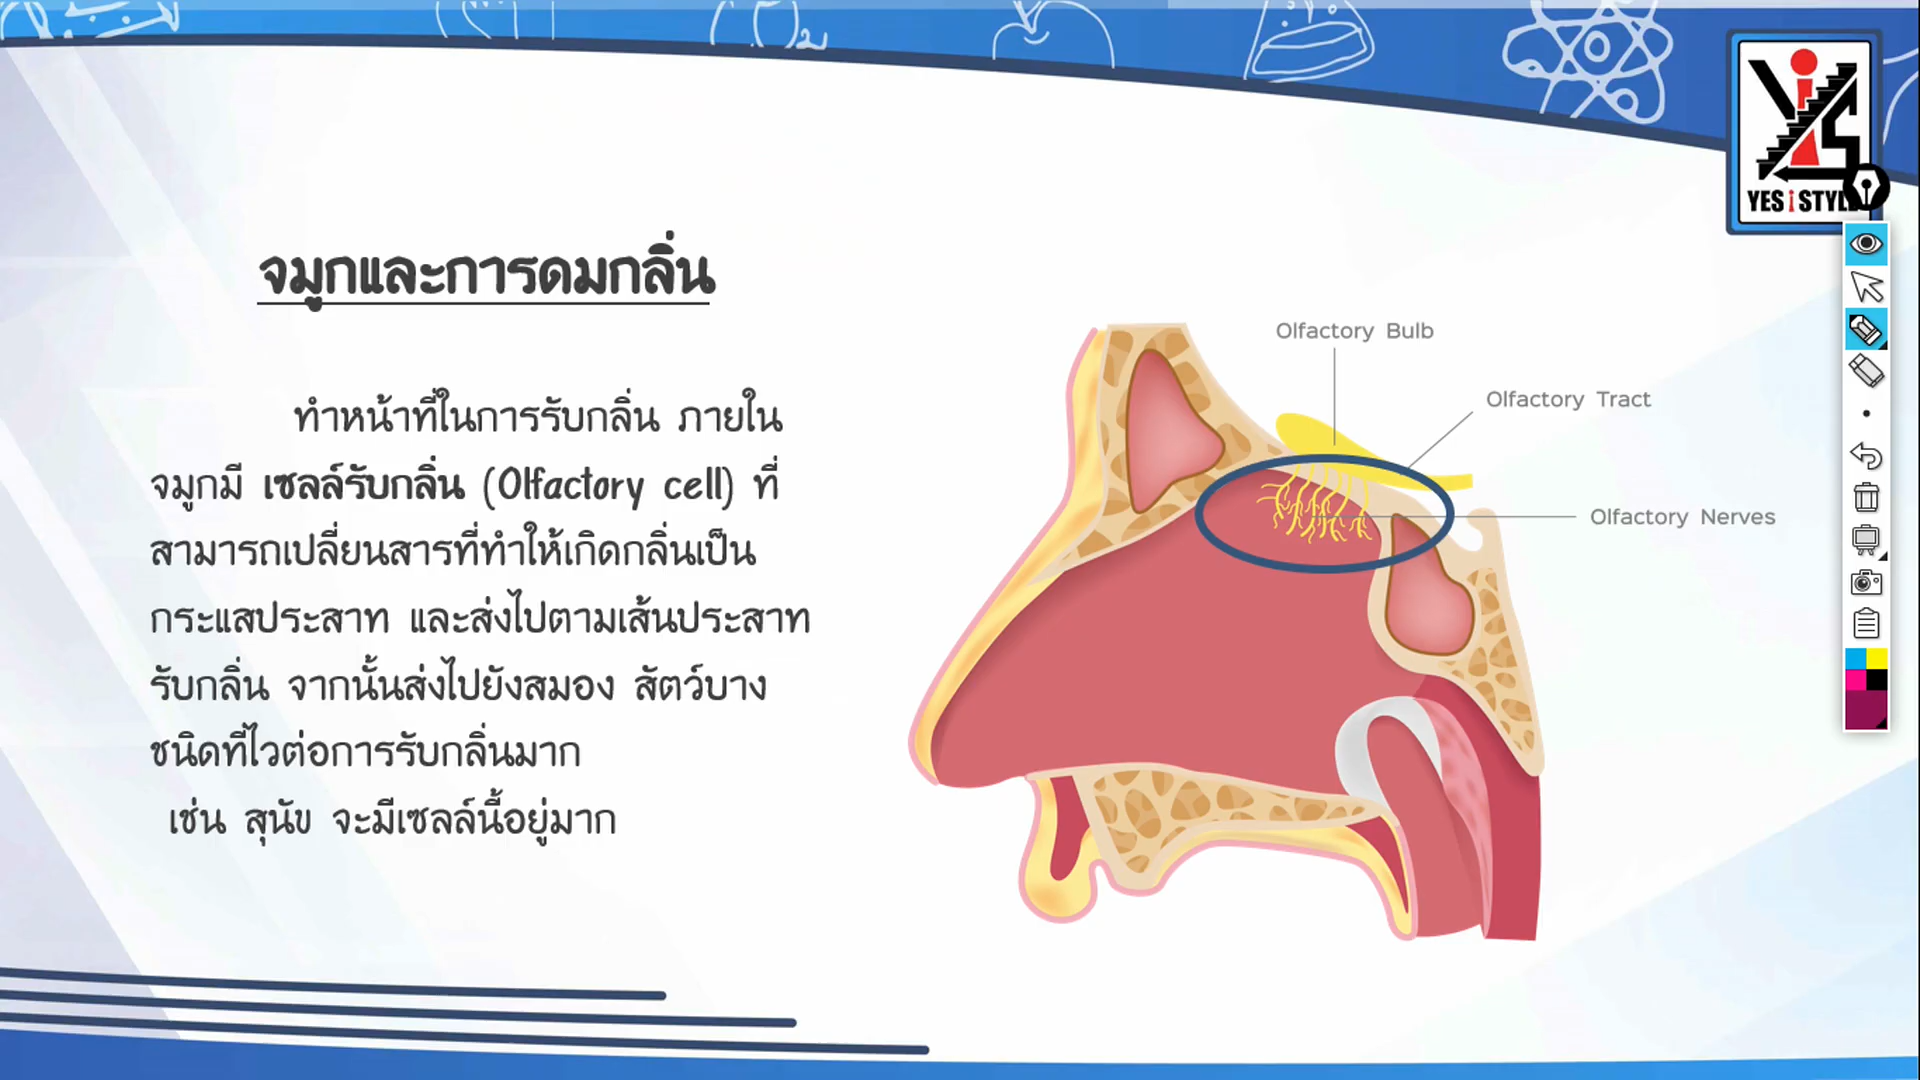 YES i STYLE
จมูกและการดมกลิ่น
ทำหน้าที่ในการรับกลิ่น ภายใน
จมูกมี เซลล์รับกลิ่น (Olfactory cell) ที่
สามารถเปลี่ยนสารที่ทำให้เกิดกลิ่นเป็น
กระแสประสาท และส่งไปตามเส้นประสาท
รับกลิ่น จากนั้นส่งไปยังสมอง สัตว์บาง
ชนิดที่ไวต่อการรับกลิ่นมาก
เช่น สุนัข จะมีเซลล์นี้อยู่มาก
Olfactory Bulb
Olfactory Tract
Olfactory Nerves